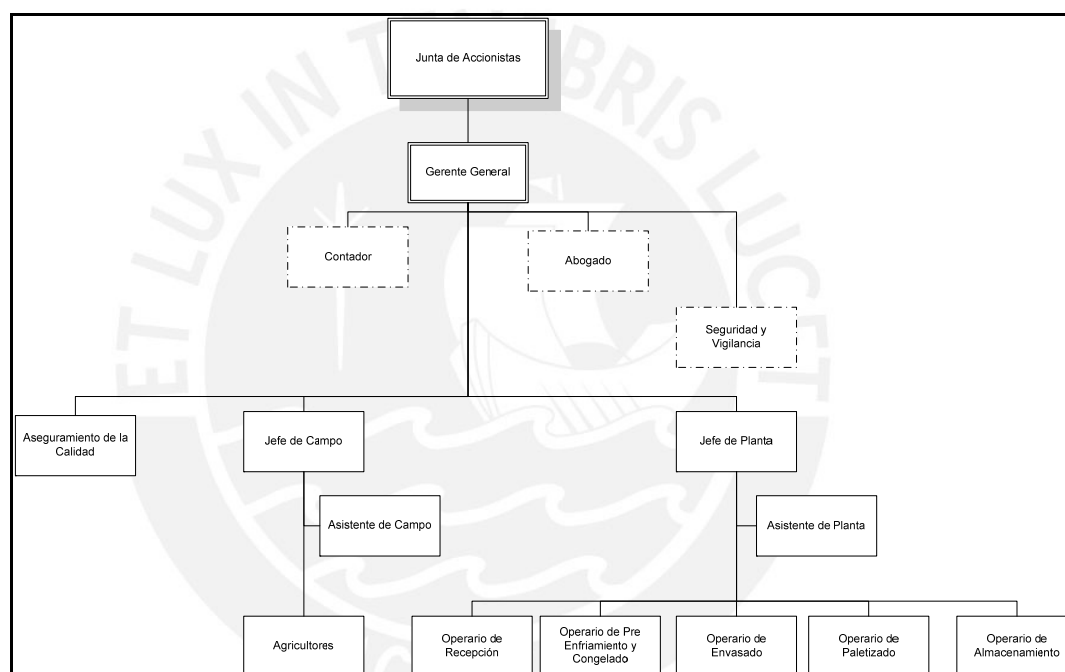 Junta de Accionistas
Gerente General
Contador
Abogado
Seguridad y
Vigilancia
Aseguramiento de la
Calidad
Jefe de Campo
Jefe de Planta
Asistente de Campo
Asistente de Planta
Agricultores
Operario de
Recepción
Operario de Pre
Enfriamiento y
Congelado
Operario de
Envasado
Operario de
Paletizado
Operario de
Almacenamiento